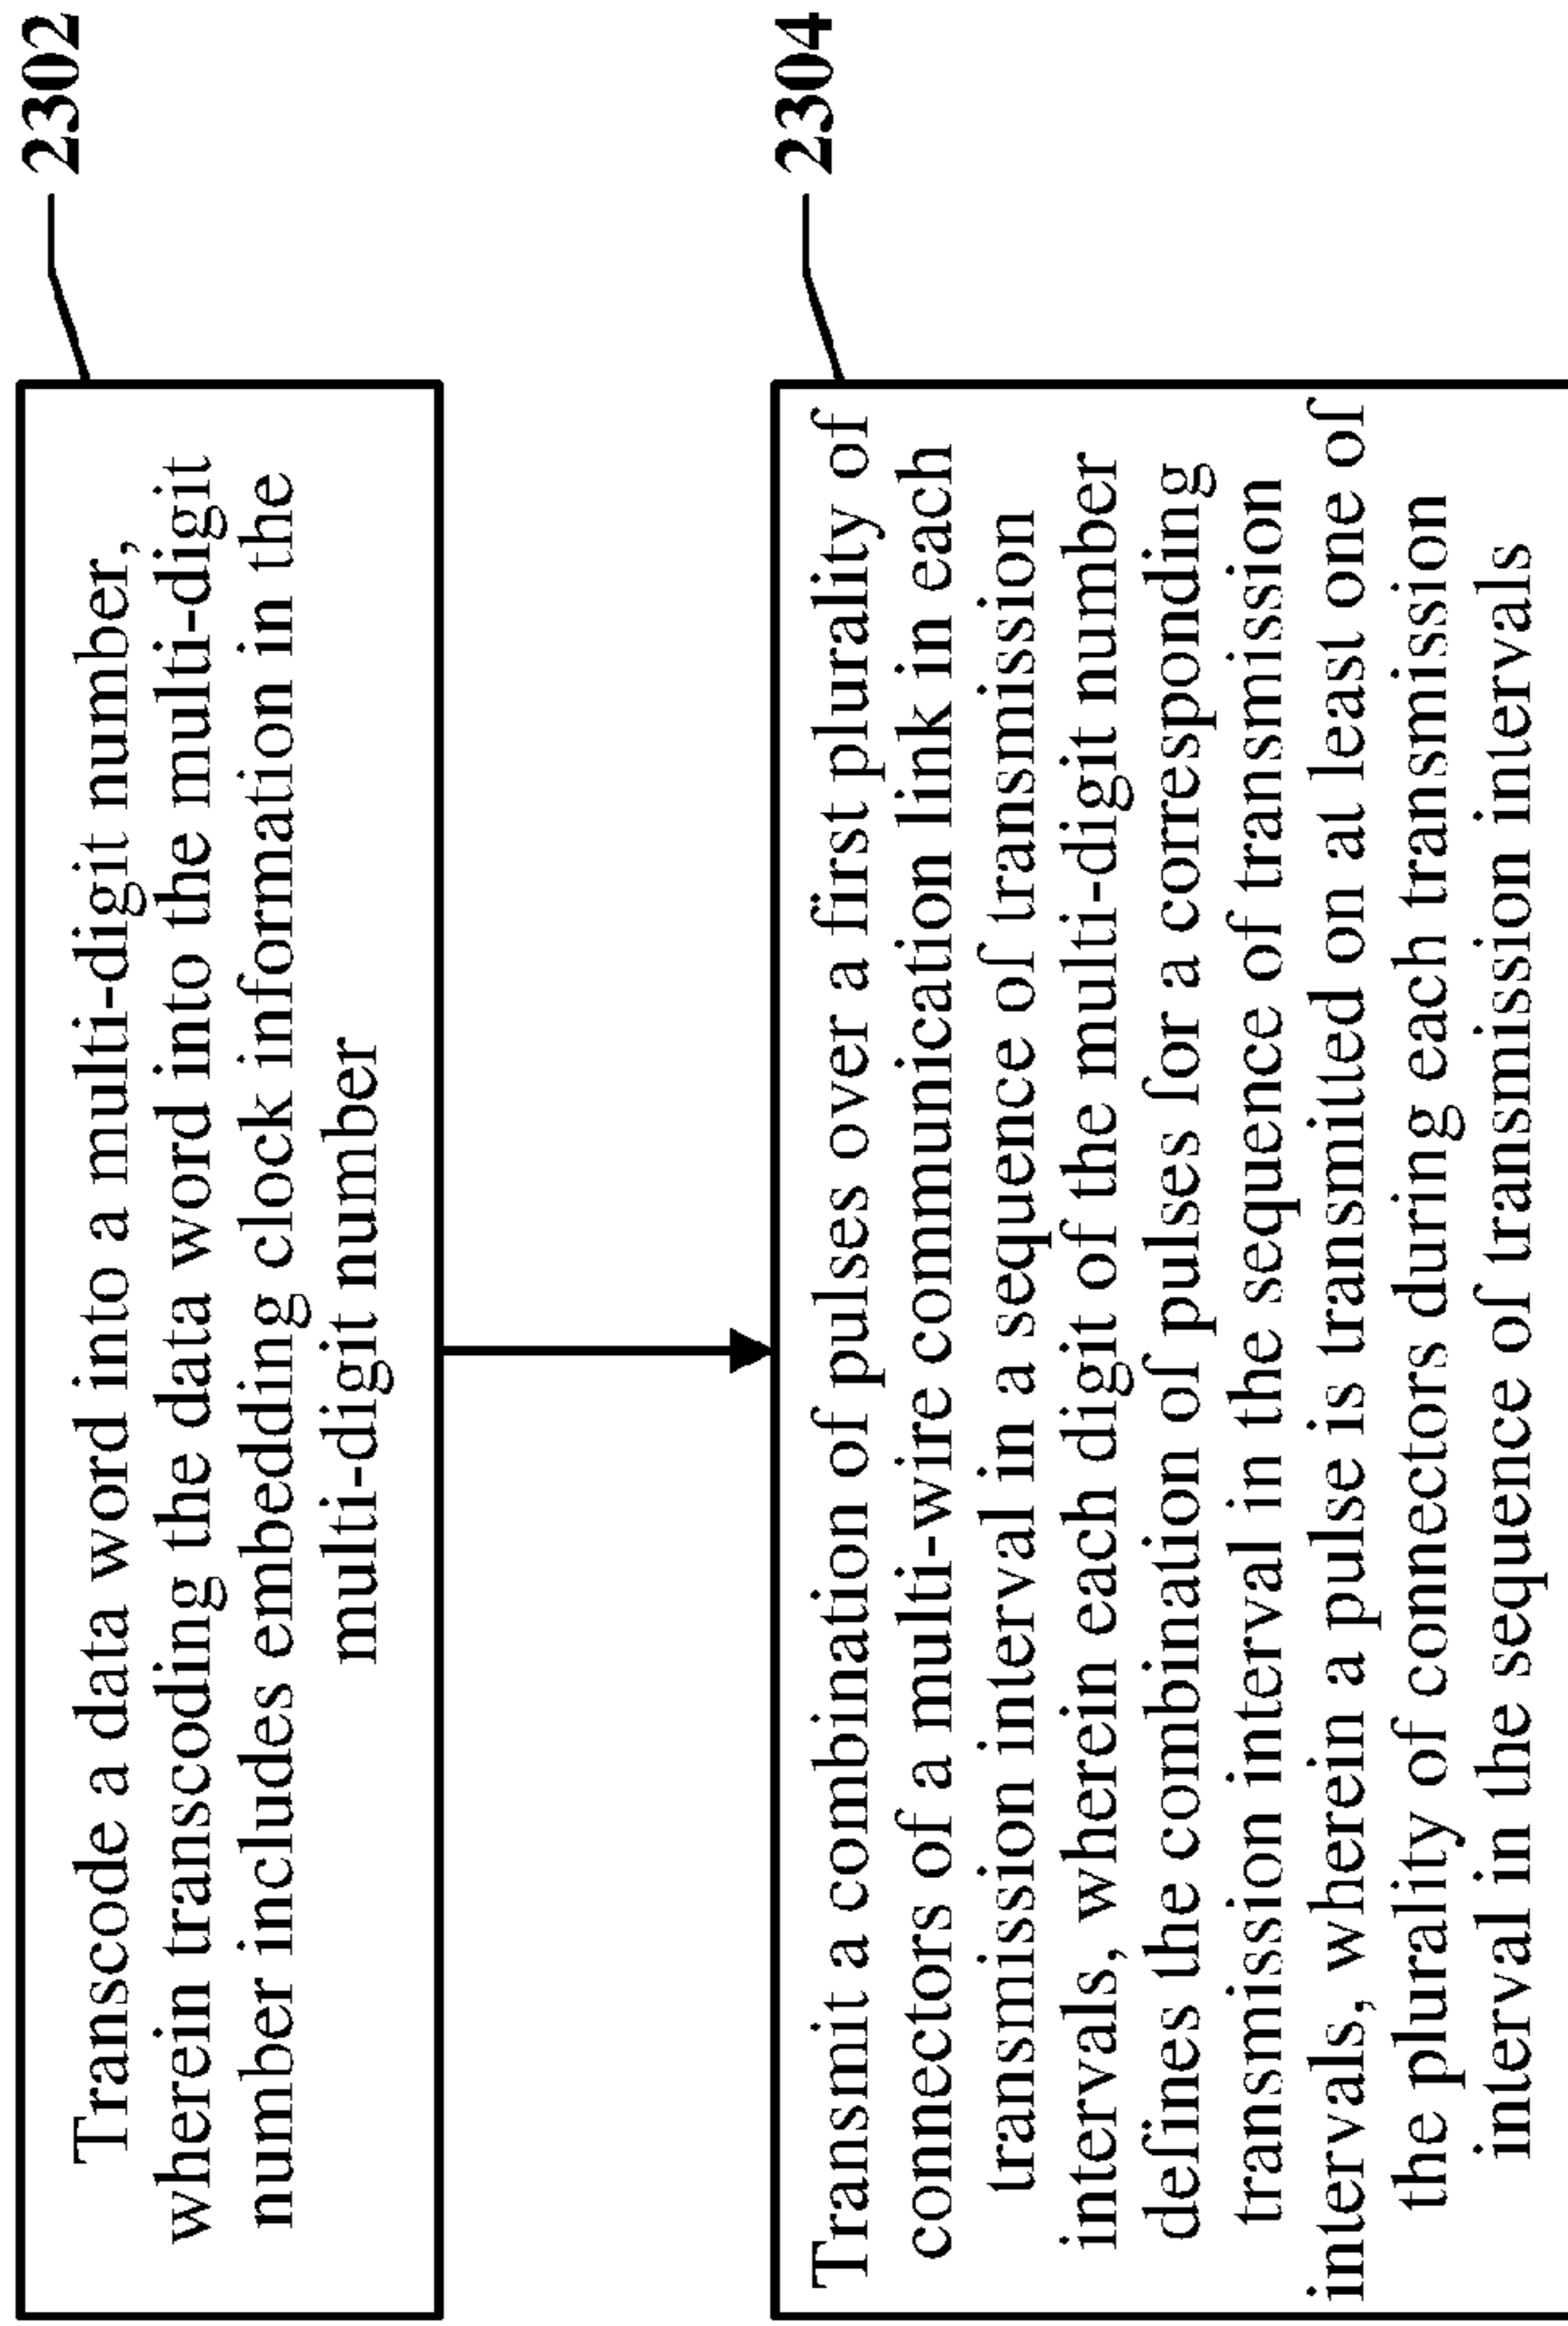 2302
Transcode a data word into a multi-digit number,
wherein transcoding the data word into the multi-digit
number includes embedding clock information in the
multi-digit number
2304
Transmit a combination of pulses over a first plurality of
connectors of a multi-wire communication link in each
transmission interval in a sequence of transmission
intervals, wherein each digit of the multi-digit number
defines the combination of pulses for a corresponding
transmission interval in the sequence of transmission
intervals, wherein a pulse is transmitted on at least one of
the plurality of connectors during each transmission
interval in the sequence of transmission intervals